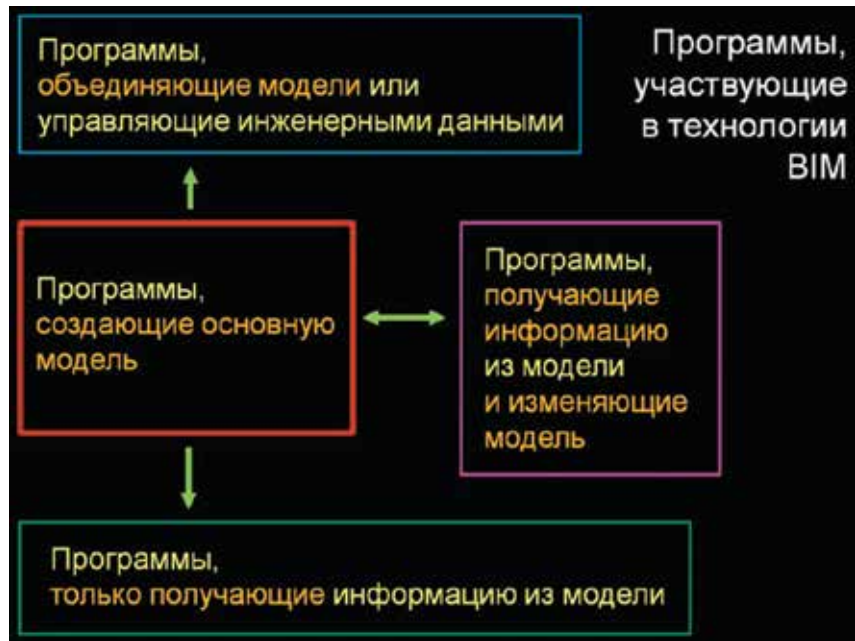 Программы,
участвующие
в технологии
BIM
Программы,
объединяющие модели или
управляющие инженерными данными
Программы,
создающие основную
модель
Программы,
получающие
информацию
из модели
и изменяющие
модель
Программы,
только получающие информацию из модели